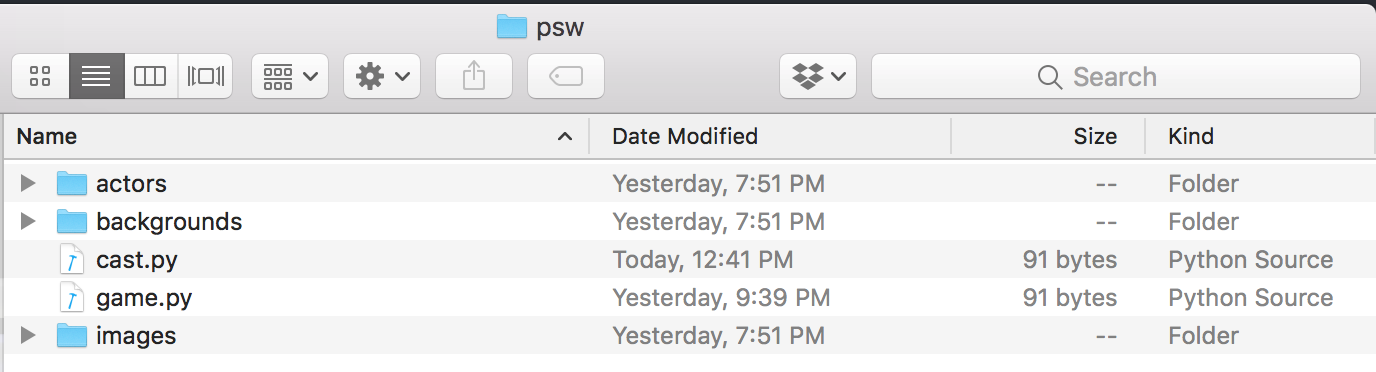 psw
Search
Name Date Modified Size Kind
actors Yesterday, 7:51 PM -- Folder
backgrounds Yesterday, 7:51 PM -- Folder
cast.py Today, 12:41 PM 91 bytes Python Source
game.py Yesterday, 9:39 PM 91 bytes Python Source
images Yesterday, 7:51 PM -- Folder